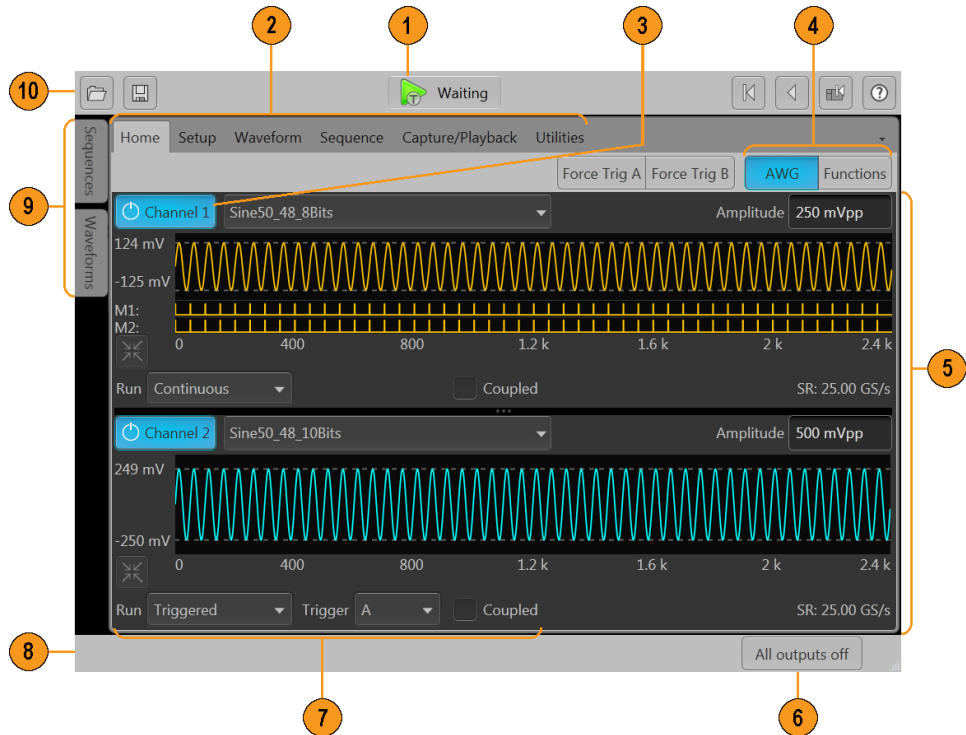 2
1
3
4
10
Waiting
Home Setup Waveform Sequence Capture/Playback Utilities
Force Trig A Force Trig B AWG Functions
9
Sequences
Waveforms
Channel 1 Sine50_48_8Bits Amplitude 250 mVpp
124 mV
-125 mV
M1:
M2:
0 400 800 1.2 k 1.6 k 2 k 2.4 k
5
Run Continuous Coupled SR: 25.00 GS/s
Channel 2 Sine50_48_10Bits Amplitude 500 mVpp
249 mV
-250 mV
0 400 800 1.2 k 1.6 k 2 k 2.4 k
Run Triggered Trigger A Coupled SR: 25.00 GS/s
8
All outputs off
7
6